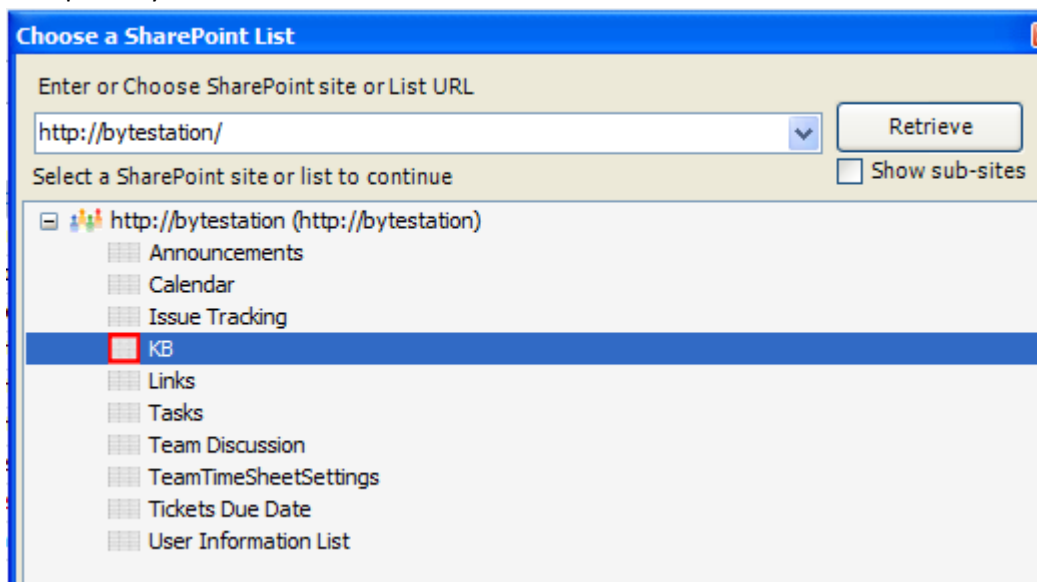 Choose a SharePoint List
Enter or Choose SharePoint site or List URL
http://bytestation/
Retrieve
Select a SharePoint site or list to continue
Show sub-sites
http://bytestation (http://bytestation)
Announcements
Calendar
Issue Tracking
KB
Links
Tasks
Team Discussion
TeamTimeSheetSettings
Tickets Due Date
User Information List